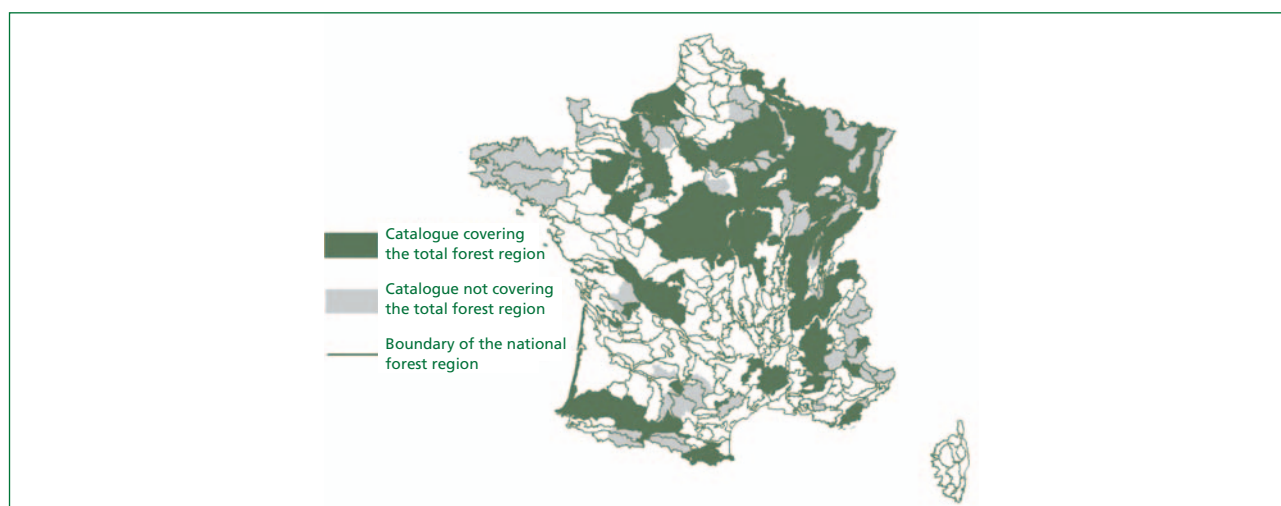 Catalogue covering
the total forest region
Catalogue not covering
the total forest region
Boundary of the national
forest region